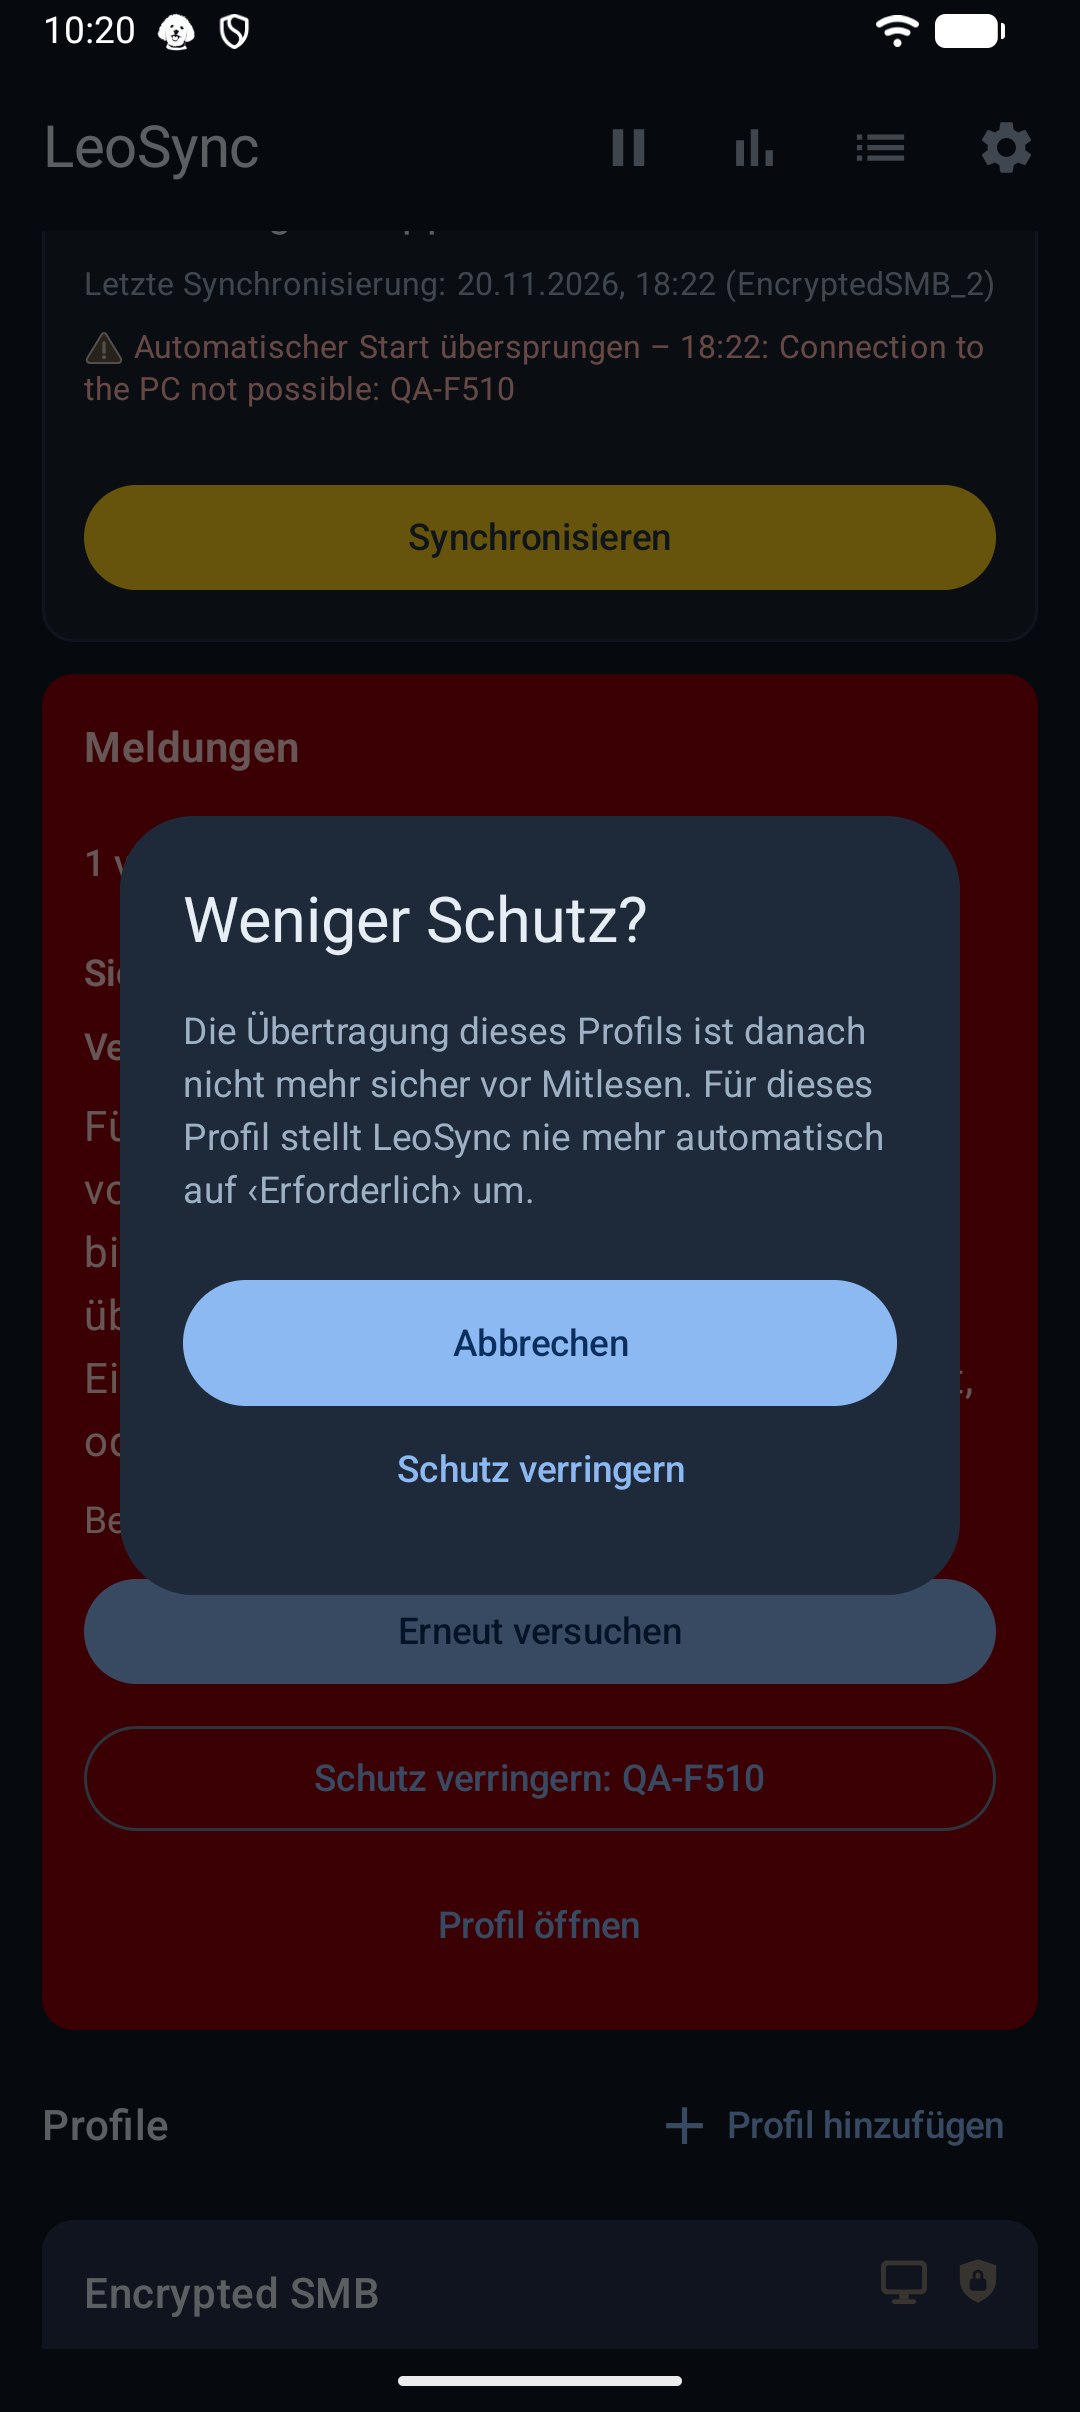 10:20
LeoSync
Letzte Synchronisierung: 20.11.2026, 18:22 (EncryptedSMB_2)
Automatischer Start übersprungen – 18:22: Connection to
the PC not possible: QA-F510
Synchronisieren
Meldungen
1
Weniger Schutz?
Die Übertragung dieses Profils ist danach
nicht mehr sicher vor Mitlesen. Für dieses
Profil stellt LeoSync nie mehr automatisch
auf ‹Erforderlich› um.
Abbrechen
Schutz verringern
Erneut versuchen
Schutz verringern: QA-F510
Profil öffnen
Profile
Profil hinzufügen
Encrypted SMB